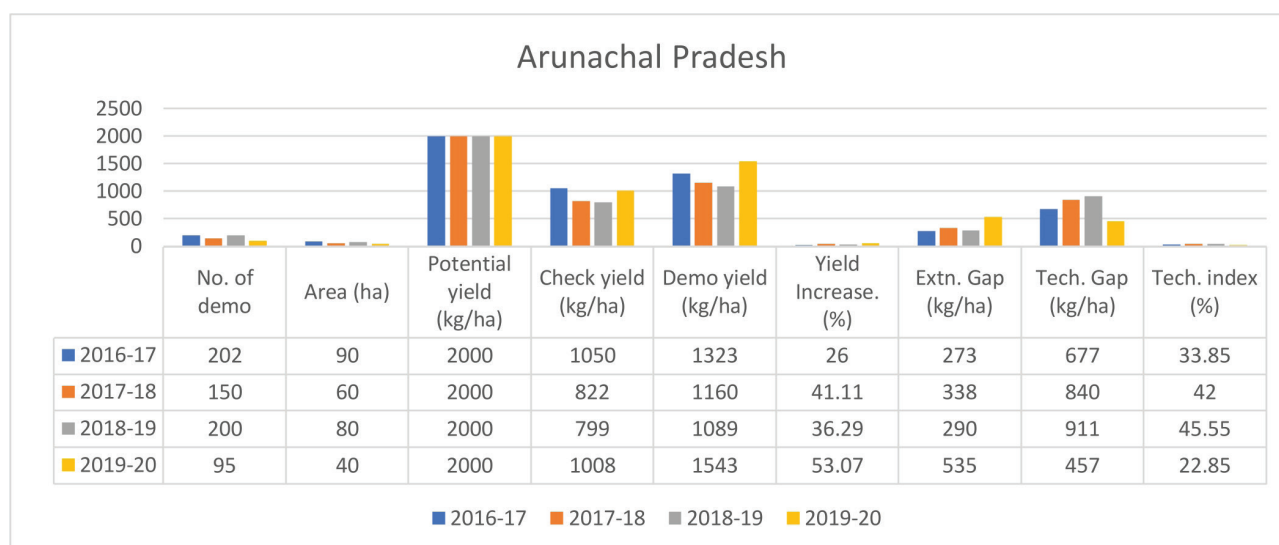 Arunachal Pradesh
2500
2000
1500
1000
500
0
No. of demo Area (ha) Potential yield (kg/ha) Check yield (kg/ha) Demo yield (kg/ha) Yield Increase. (%) Extn. Gap (kg/ha) Tech. Gap (kg/ha) Tech. index (%)
2016-17 202 90 2000 1050 1323 26 273 677 33.85
2017-18 150 60 2000 822 1160 41.11 338 840 42
2018-19 200 80 2000 799 1089 36.29 290 911 45.55
2019-20 95 40 2000 1008 1543 53.07 535 457 22.85
2016-17 2017-18 2018-19 2019-20